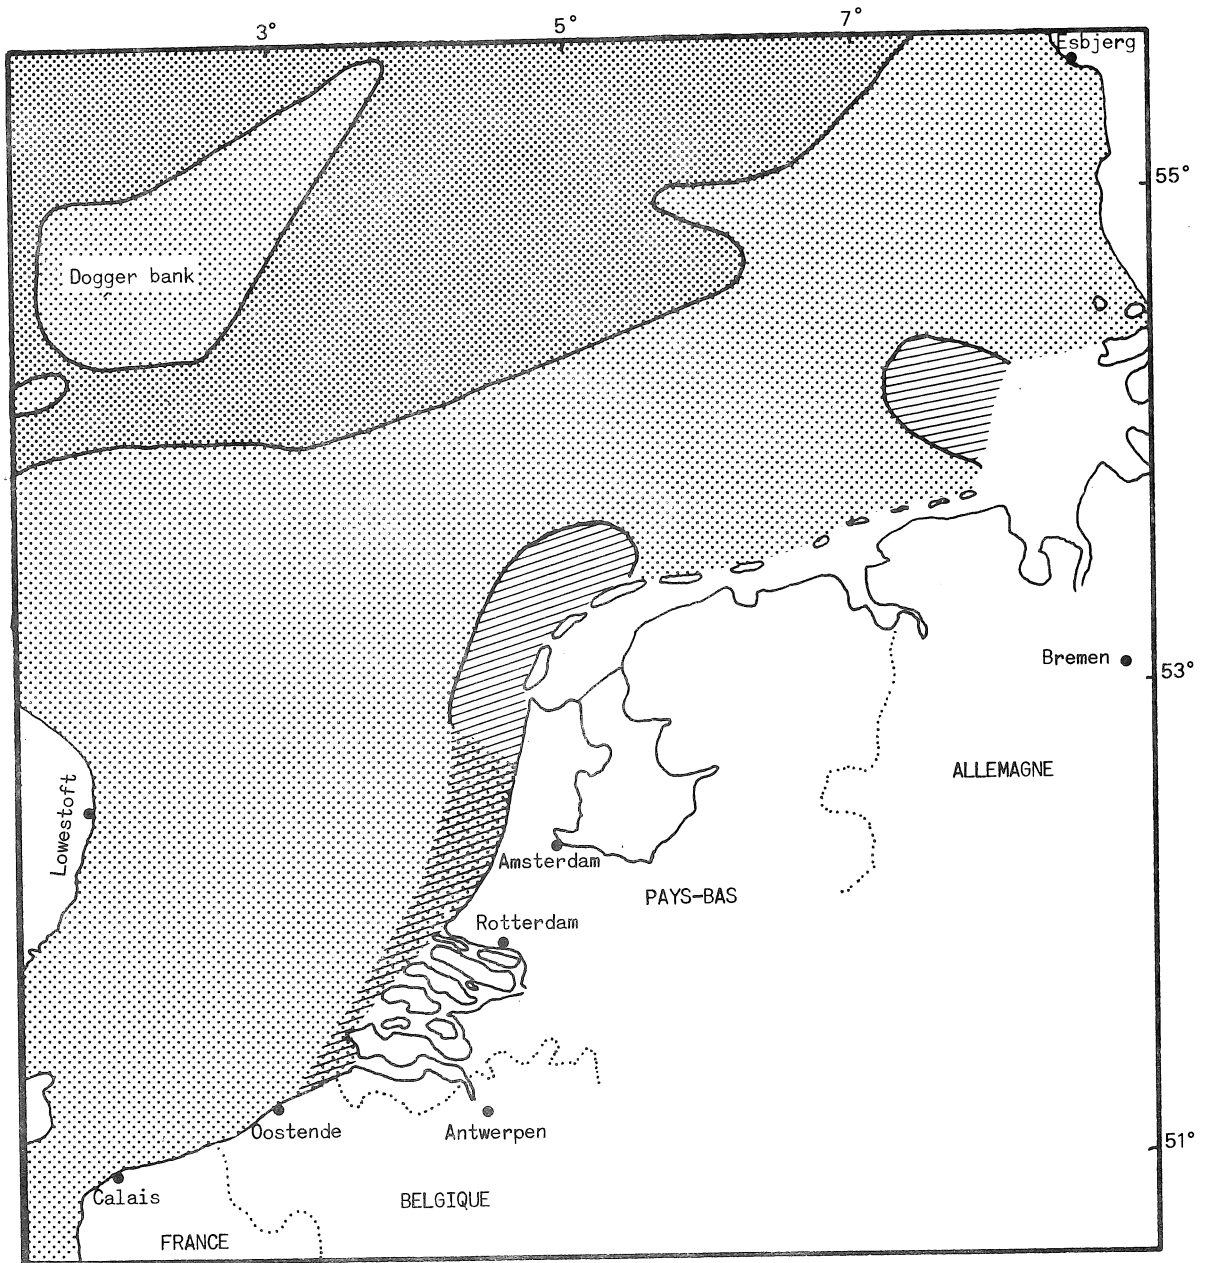 3°
5°
7°
Esbjerg
55°
Dogger bank
Bremen
53°
ALLEMAGNE
Lowestoft
Amsterdam
PAYS-BAS
Rotterdam
Oostende
Antwerpen
51°
Calais
BELGIQUE
FRANCE